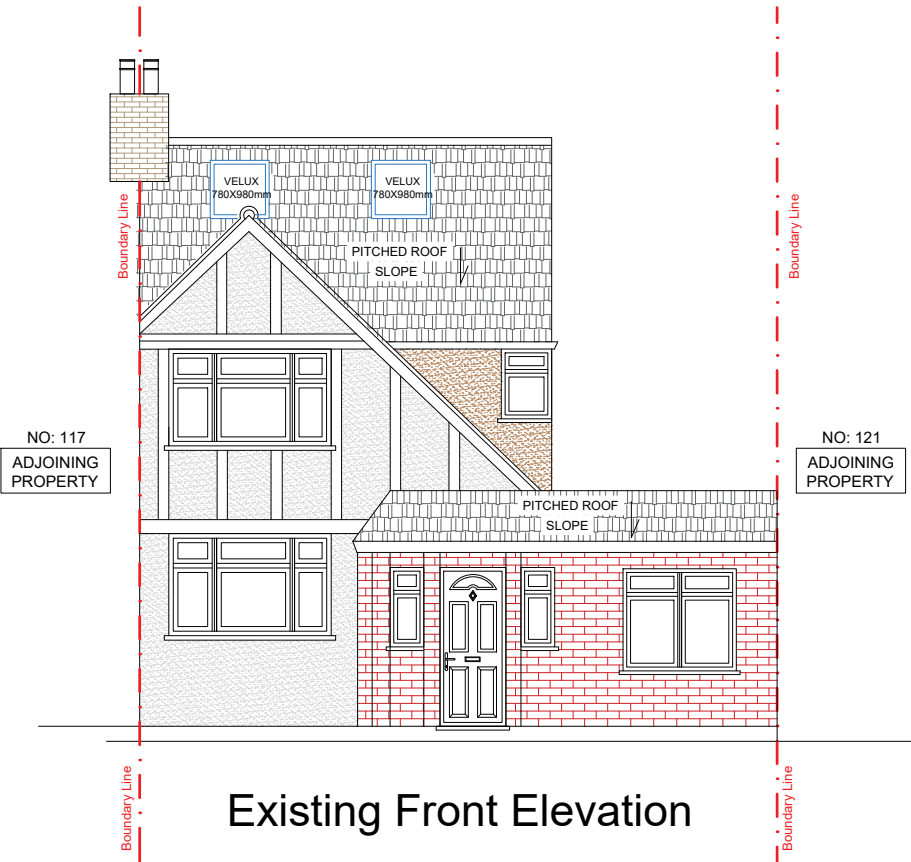 VELUX
780X980mm
VELUX
780X980mm
Boundary Line
Boundary Line
PITCHED ROOF
SLOPE
NO: 117
ADJOINING
PROPERTY
NO: 121
ADJOINING
PROPERTY
PITCHED ROOF
SLOPE
Boundary Line
Boundary Line
Existing Front Elevation